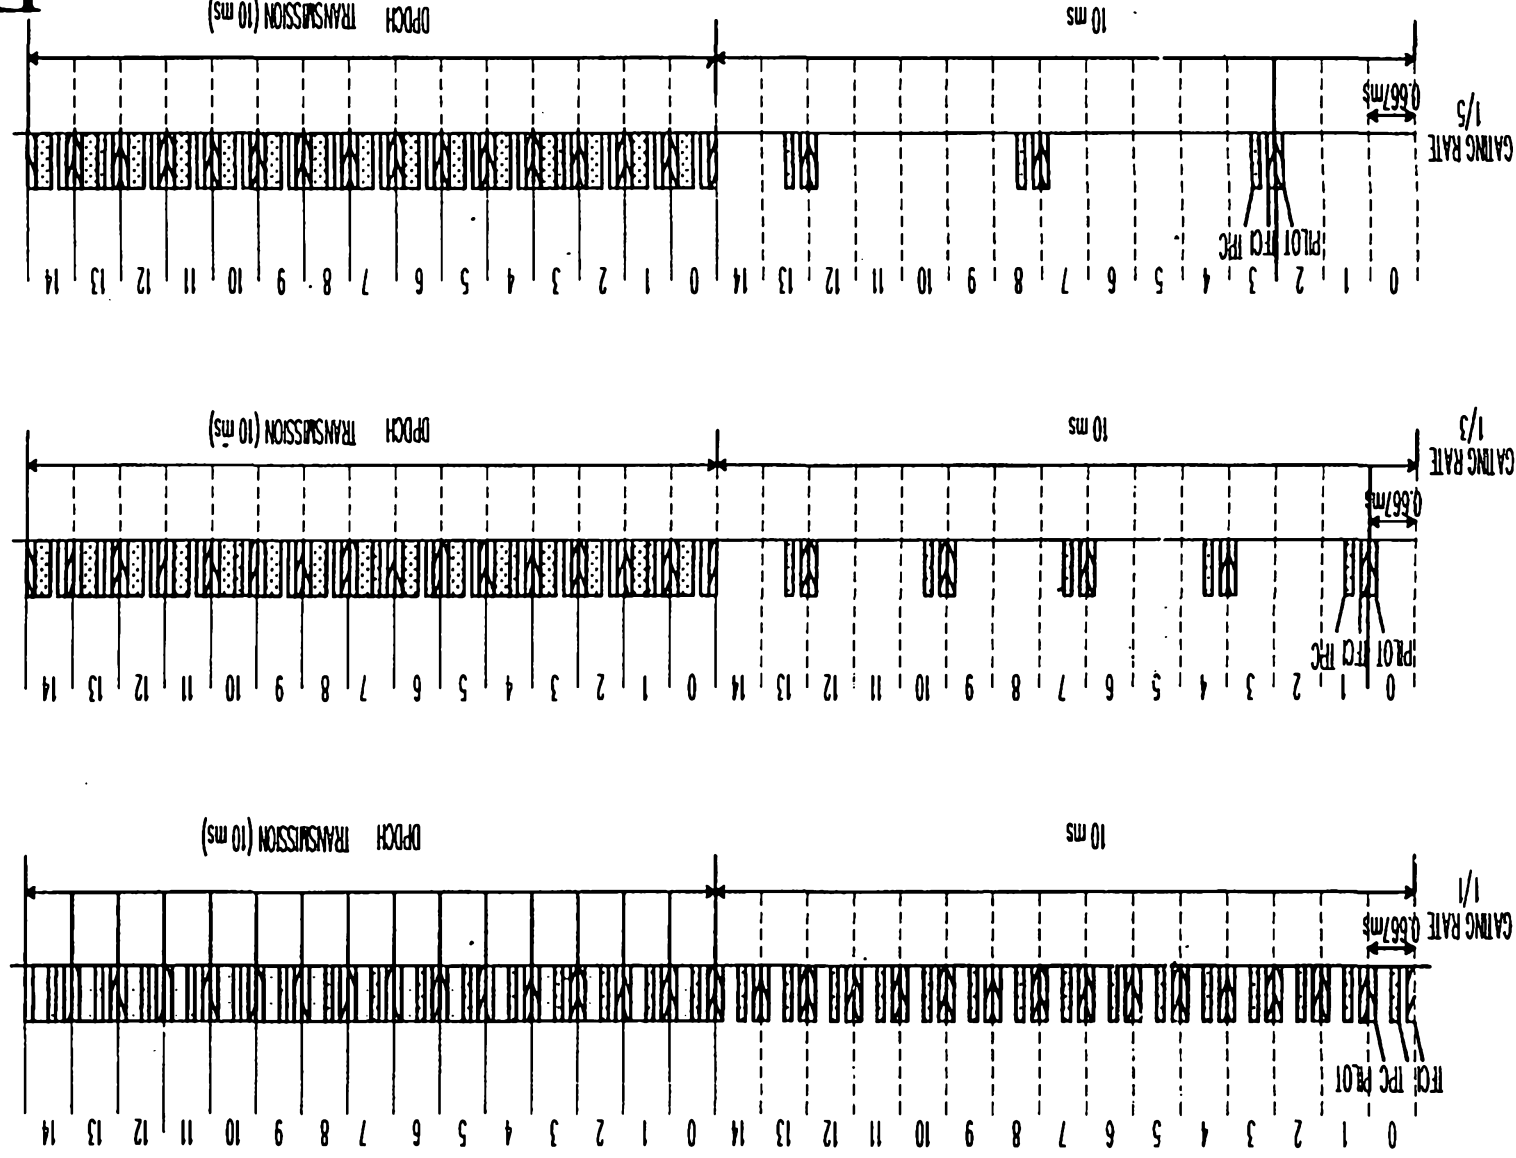 0 1 2 3 4 5 6 7 8 9 10 11 12 13 14 0 1 2 3 4 5 6 7 8 9 10 11 12 13 14
TFCI TPC PILOT
GATING RATE
1/1
0.667ms
10 ms
DPDCH TRANSMISSION (10 ms)
0 1 2 3 4 5 6 7 8 9 10 11 12 13 14 0 1 2 3 4 5 6 7 8 9 10 11 12 13 14
PILOT TFCI TPC
0.667ms
GATING RATE
1/3
10 ms
DPDCH TRANSMISSION (10 ms)
0 1 2 3 4 5 6 7 8 9 10 11 12 13 14 0 1 2 3 4 5 6 7 8 9 10 11 12 13 14
PILOT TFCI TPC
GATING RATE
1/5
0.667ms
10 ms
DPDCH TRANSMISSION (10 ms)